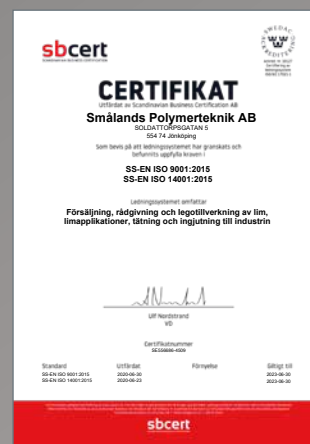 sbcert
SCANDINAVIAN BUSINESS CERTIFICATION
SWEDAC
ACKREDITERING
CERTIFIKAT
Utfärdat av Scandinavian Business Certification AB
Smålands Polymerteknik AB
SOLDATTORPSGATAN 5
554 74 Jönköping
Som bevis på att ledningssystemet har granskats och
befunnits uppfylla kraven i
SS-EN ISO 9001:2015
SS-EN ISO 14001:2015
Ledningssystemet omfattar
Försäljning, rådgivning och legotillverkning av lim,
limapplikationer, tätning och ingjutning till industrin
Ulf Nordstrand
VD
Certifikatnummer
Standard Utfärdat Förnyelse Giltigt till
SS-EN ISO 9001:2015 2020-06-30 2023-06-30
SS-EN ISO 14001:2015 2020-06-23 2023-06-30
sbcert